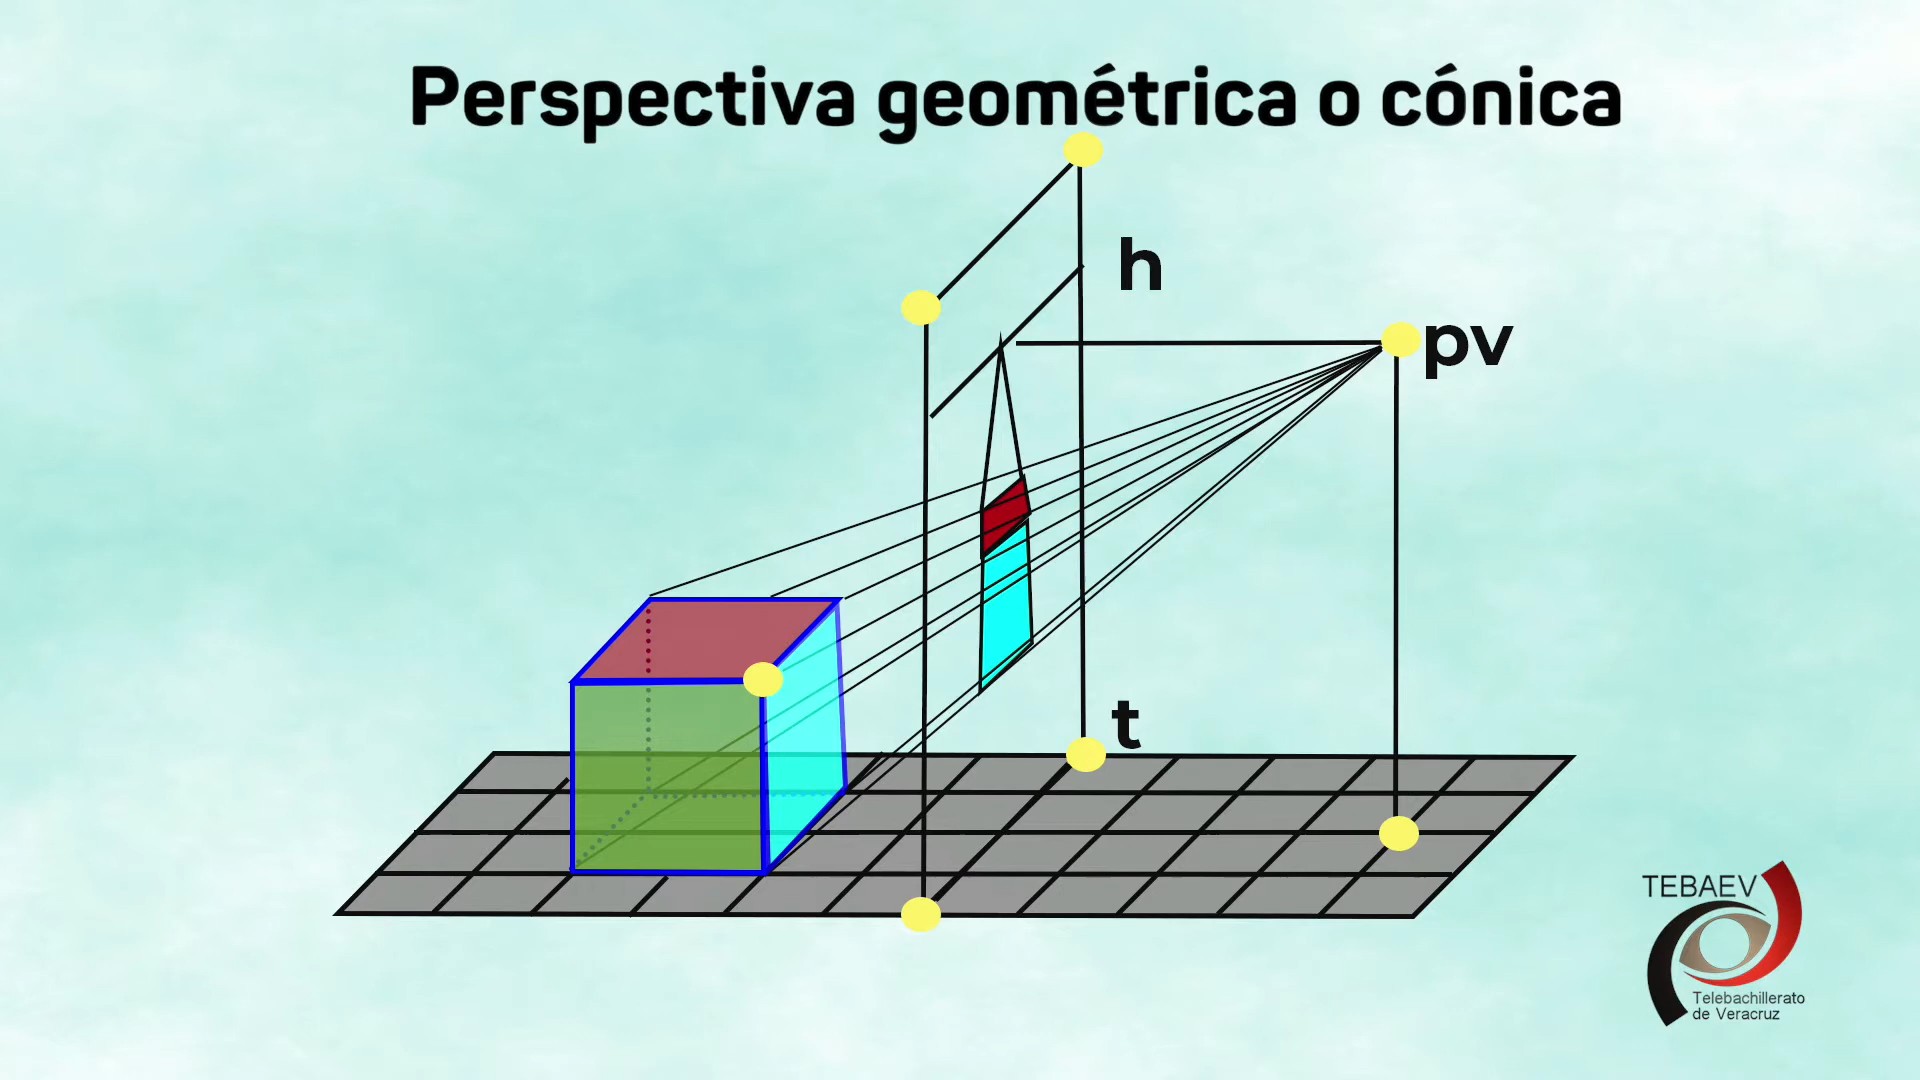 Perspectiva geométrica o cónica
h
pv
t
TEBAEV
Telebachillerato
de Veracruz